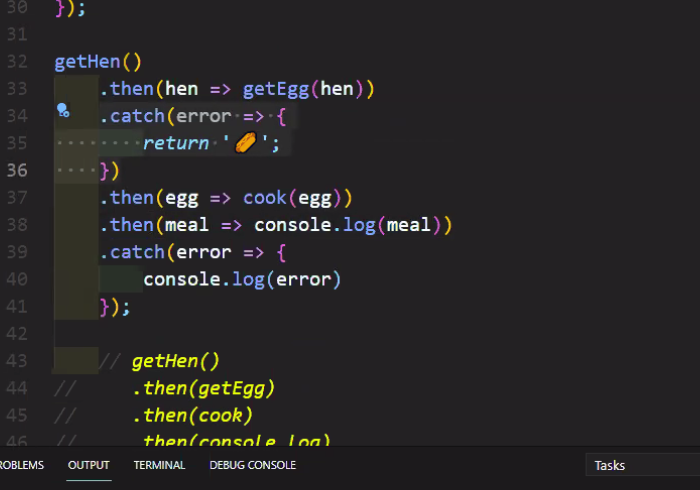 30 });
31
32 getHen()
33 .then(hen => getEgg(hen))
34 .catch(error => {
35 return '🥖';
36 })
37 .then(egg => cook(egg))
38 .then(meal => console.log(meal))
39 .catch(error => {
40 console.log(error)
41 });
42
43 // getHen()
44 // .then(getEgg)
45 // .then(cook)
46 // .then(console.log)
ROBLEMS OUTPUT TERMINAL DEBUG CONSOLE Tasks